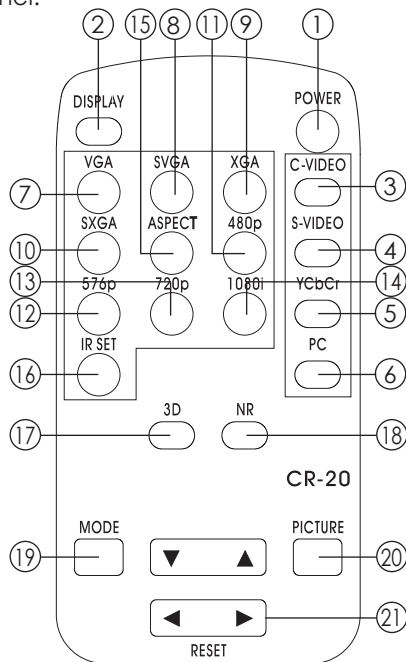 nel.
2 15 8 11 9 1
DISPLAY POWER
VGA SVGA XGA C-VIDEO
7 3
SXGA ASPECT 480p S-VIDEO
10 4
13 576p 720p 1080i YCbCr 14
12 5
IR SET PC
16 6
3D NR
17 18
CR-20
MODE PICTURE
19 ▼ ▲ 20
◀ ▶ 21
RESET